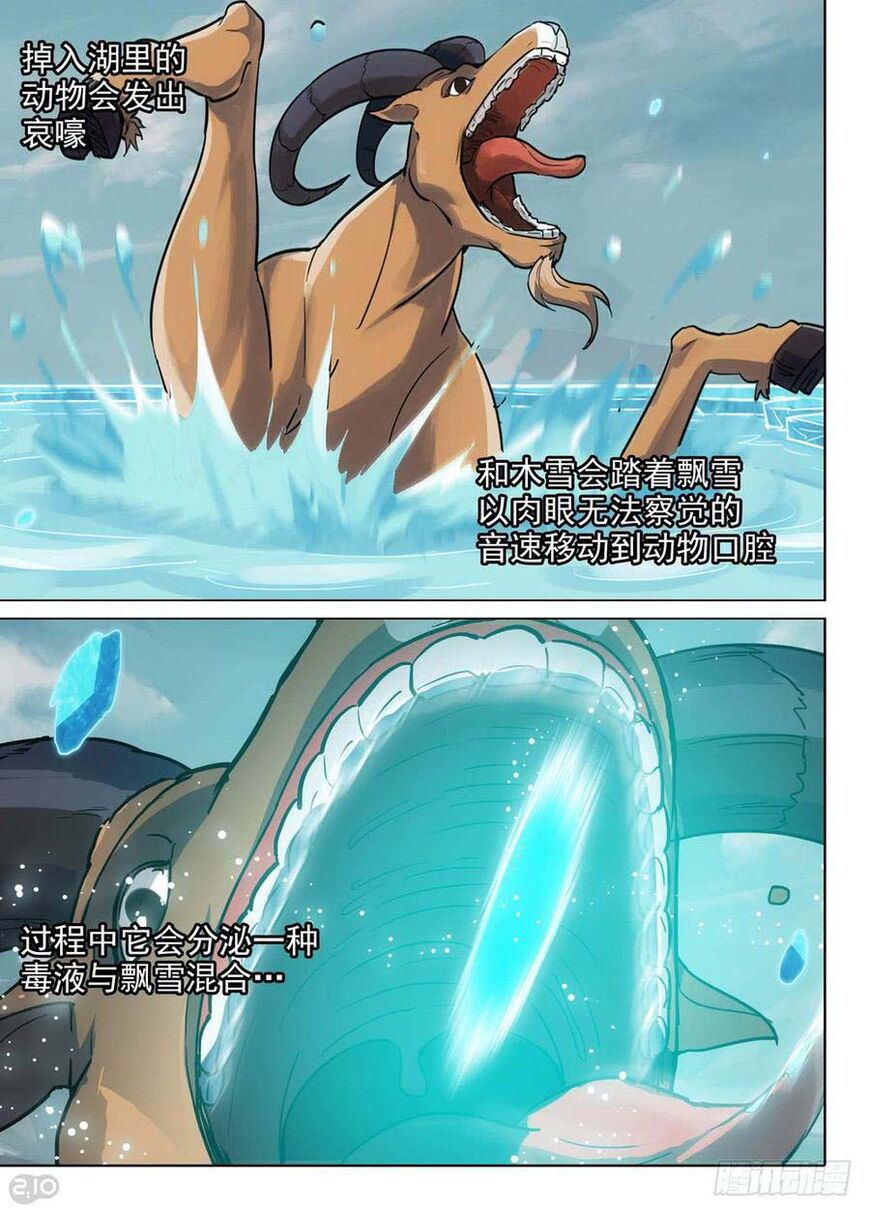 掉入湖里的
动物会发出
哀嚎
和木雪会踏着飘雪
以肉眼无法察觉的
音速移动到动物口腔
过程中它会分泌一种
毒液与飘雪混合…
210
腾讯动漫